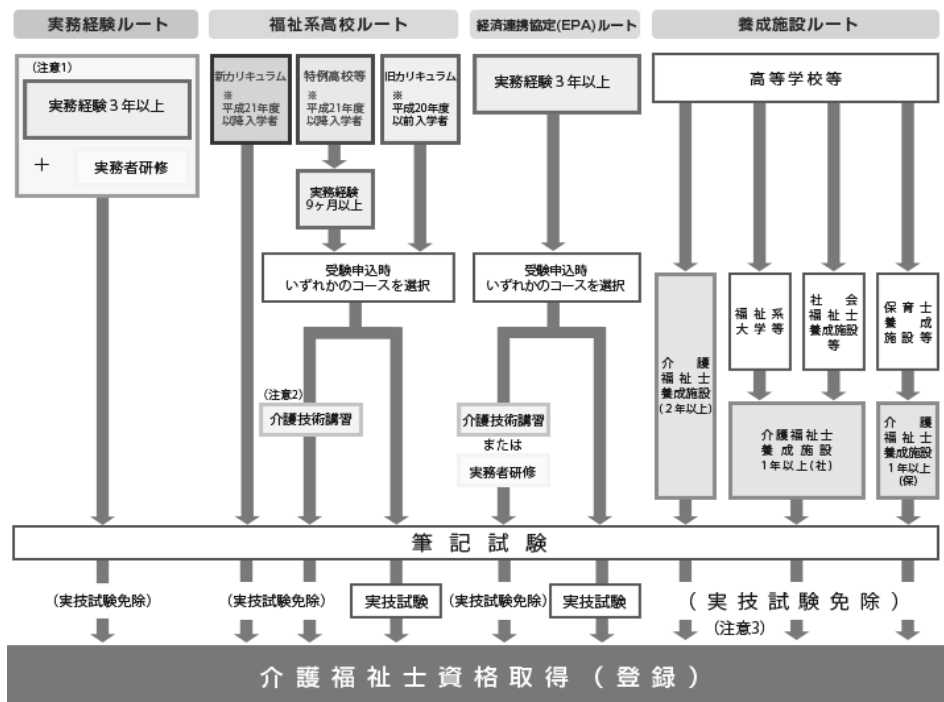 実務経験ルート
(注意1)
実務経験3年以上
+
実務者研修
福祉系高校ルート
新カリキュラム
※
平成21年度
以降入学者
特例高校等
※
平成21年度
以降入学者
旧カリキュラム
※
平成20年度
以前入学者
実務経験
9ヶ月以上
受験申込時
いずれかのコースを選択
(注意2)
介護技術講習
経済連携協定(EPA)ルート
実務経験3年以上
受験申込時
いずれかのコースを選択
介護技術講習
または
実務者研修
養成施設ルート
高等学校等
介護
福祉士
養成施設
(2年以上)
福祉系
大学等
社会
福祉士
養成施設
等
保育士
養成
施設等
介護福祉士
養成施設
1年以上(社)
介護
福祉士
養成施設
1年以上
(保)
筆記試験
(実技試験免除)
(実技試験免除)
実技試験
(実技試験免除)
実技試験
(実技試験免除)
(注意3)
介護福祉士資格取得(登録)